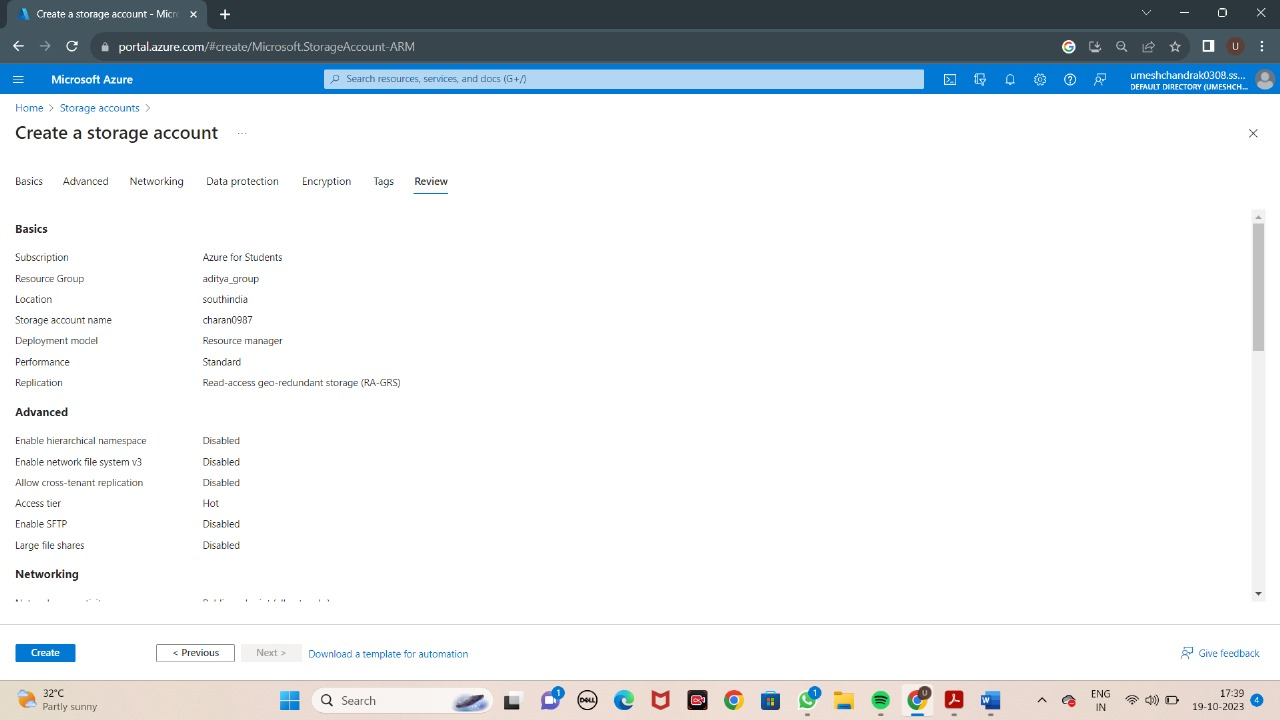 Create a storage account - Micr
portal.azure.com/#create/Microsoft.StorageAccount-ARM
U
Microsoft Azure
Search resources, services, and docs (G+/)
umeshchandrak0308.ss...
DEFAULT DIRECTORY (UMESHCH...
Home > Storage accounts >
Create a storage account ...
Basics Advanced Networking Data protection Encryption Tags Review
Basics
Subscription Azure for Students
Resource Group aditya_group
Location southindia
Storage account name charan0987
Deployment model Resource manager
Performance Standard
Replication Read-access geo-redundant storage (RA-GRS)
Advanced
Enable hierarchical namespace Disabled
Enable network file system v3 Disabled
Allow cross-tenant replication Disabled
Access tier Hot
Enable SFTP Disabled
Large file shares Disabled
Networking
Create < Previous Next > Download a template for automation Give feedback
32°C
Partly sunny
Search
1
DELL
1
U
W
ENG
IN
17:39
19-10-2023
4